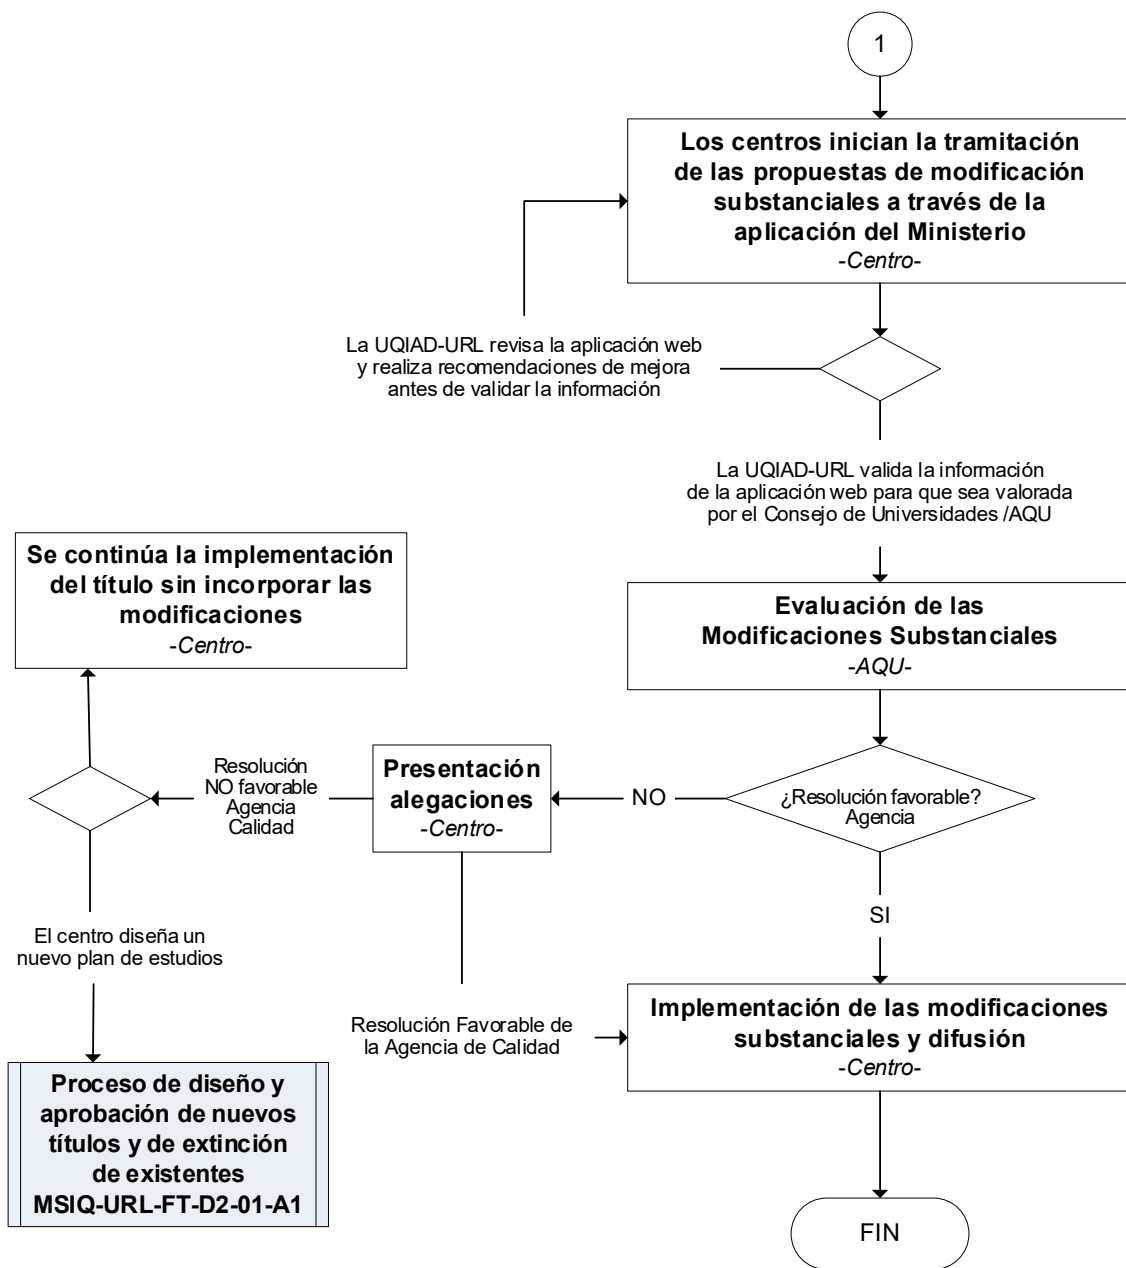 1
Los centros inician la tramitación
de las propuestas de modificación
substanciales a través de la
aplicación del Ministerio
-Centro-
La UQIAD-URL revisa la aplicación web
y realiza recomendaciones de mejora
antes de validar la información
La UQIAD-URL valida la información
de la aplicación web para que sea valorada
por el Consejo de Universidades /AQU
Se continúa la implementación
del título sin incorporar las
modificaciones
-Centro-
Evaluación de las
Modificaciones Substanciales
-AQU-
Resolución
NO favorable
Agencia
Calidad
Presentación
alegaciones
-Centro-
NO
¿Resolución favorable?
Agencia
SI
El centro diseña un
nuevo plan de estudios
Resolución Favorable de
la Agencia de Calidad
Implementación de las modificaciones
substanciales y difusión
-Centro-
Proceso de diseño y
aprobación de nuevos
títulos y de extinción
de existentes
MSIQ-URL-FT-D2-01-A1
FIN